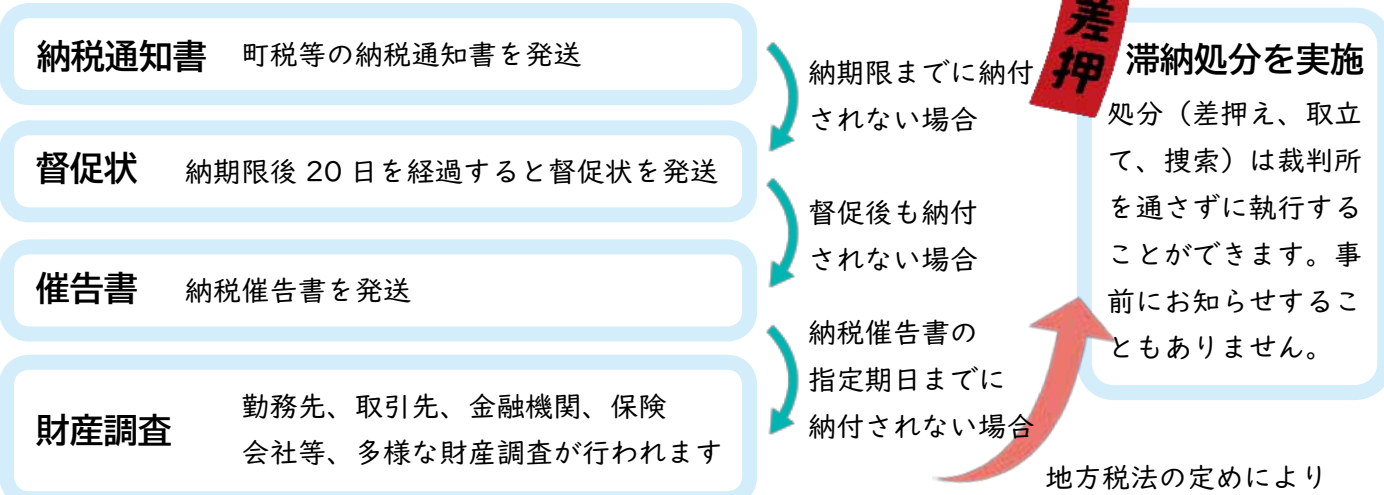 納税通知書 町税等の納税通知書を発送
納期限までに納付
されない場合
督促状 納期限後 20 日を経過すると督促状を発送
督促後も納付
されない場合
催告書 納税催告書を発送
納税催告書の
指定期日までに
納付されない場合
財産調査
勤務先、取引先、金融機関、保険
会社等、多様な財産調査が行われます
地方税法の定めにより
差押
滞納処分を実施
処分（差押え、取立
て、捜索）は裁判所
を通さずに執行する
ことができます。事
前にお知らせするこ
ともありません。